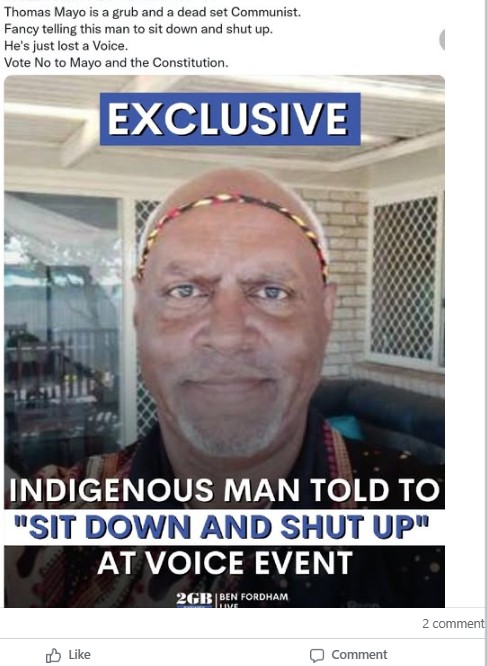 Thomas Mayo is a grub and a dead set Communist.
Fancy telling this man to sit down and shut up.
He's just lost a Voice.
Vote No to Mayo and the Constitution.
EXCLUSIVE
INDIGENOUS MAN TOLD TO
"SIT DOWN AND SHUT UP"
AT VOICE EVENT
2GB BEN FORDHAM
LIVE
2 comment
Like Comment